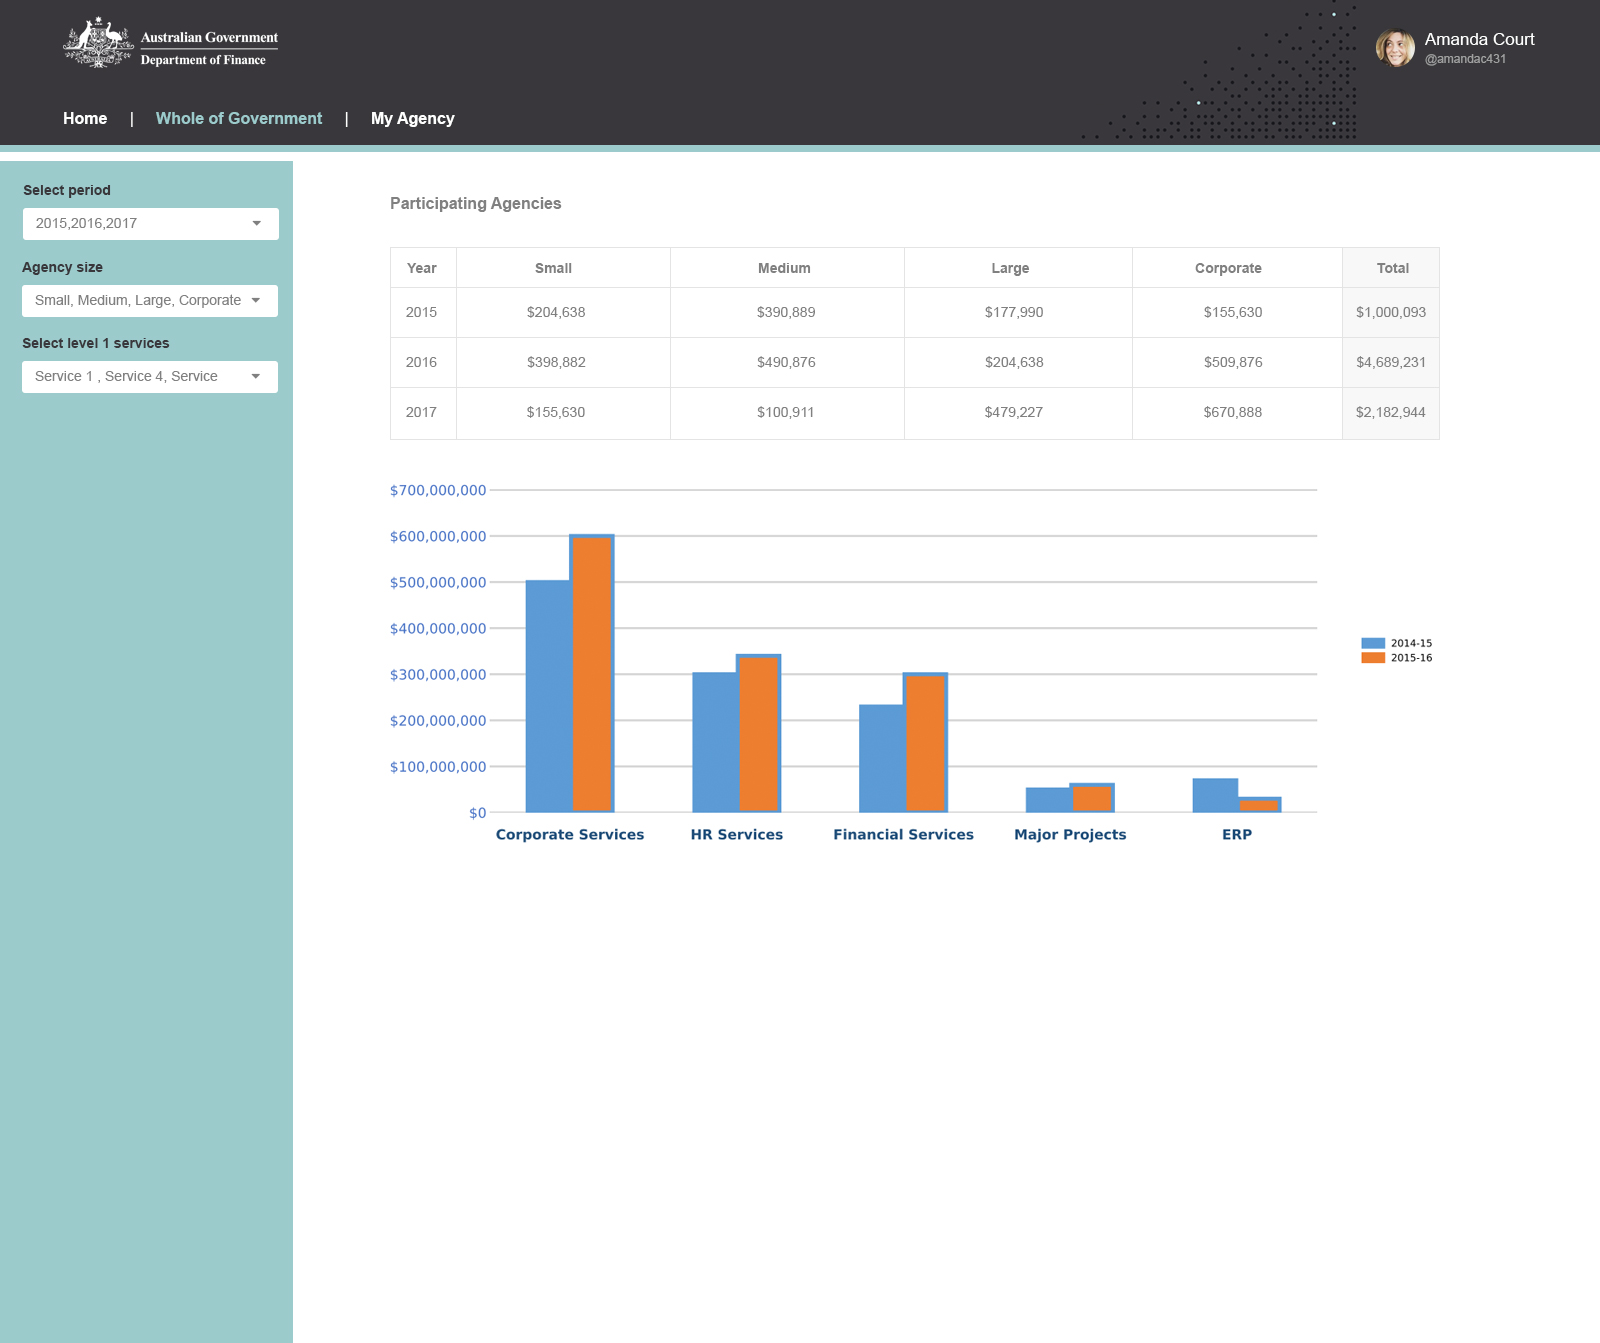 Australian Government
Department of Finance
Amanda Court
@amandac431
Home | Whole of Government | My Agency
Select period
2015,2016,2017
Agency size
Small, Medium, Large, Corporate
Select level 1 services
Service 1 , Service 4, Service
Participating Agencies
Year Small Medium Large Corporate Total
2015 $204,638 $390,889 $177,990 $155,630 $1,000,093
2016 $398,882 $490,876 $204,638 $509,876 $4,689,231
2017 $155,630 $100,911 $479,227 $670,888 $2,182,944
$700,000,000
$600,000,000
$500,000,000
$400,000,000
$300,000,000
$200,000,000
$100,000,000
$0
Corporate Services HR Services Financial Services Major Projects ERP
2014-15
2015-16